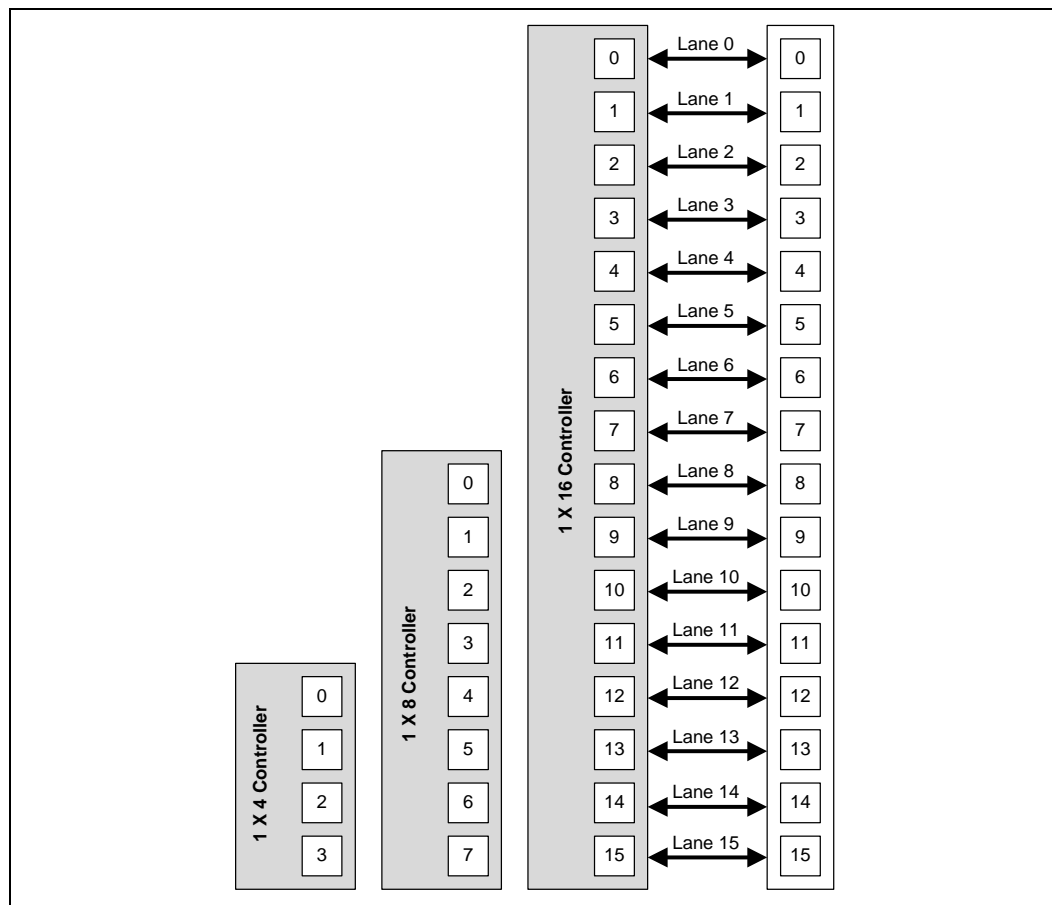 1 X 4 Controller
0
1
2
3
1 X 8 Controller
0
1
2
3
4
5
6
7
1 X 16 Controller
0 Lane 0 0
1 Lane 1 1
2 Lane 2 2
3 Lane 3 3
4 Lane 4 4
5 Lane 5 5
6 Lane 6 6
7 Lane 7 7
8 Lane 8 8
9 Lane 9 9
10 Lane 10 10
11 Lane 11 11
12 Lane 12 12
13 Lane 13 13
14 Lane 14 14
15 Lane 15 15